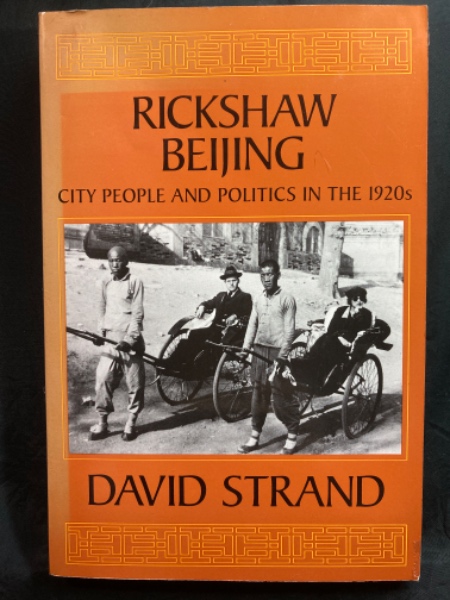 RICKSHAW
BEIJING
CITY PEOPLE AND POLITICS IN THE 1920s
DAVID STRAND